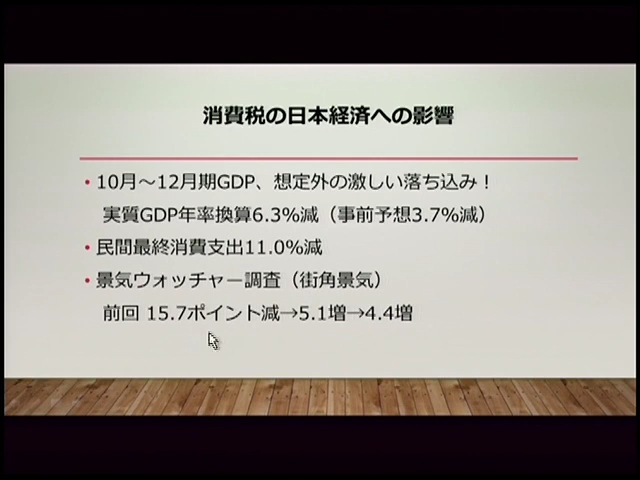 消費税の日本経済への影響
・10月～12月期GDP、想定外の激しい落ち込み！
実質GDP年率換算6.3%減（事前予想3.7%減）
・民間最終消費支出11.0%減
・景気ウォッチャー調査（街角景気）
前回 15.7ポイント減→5.1増→4.4増